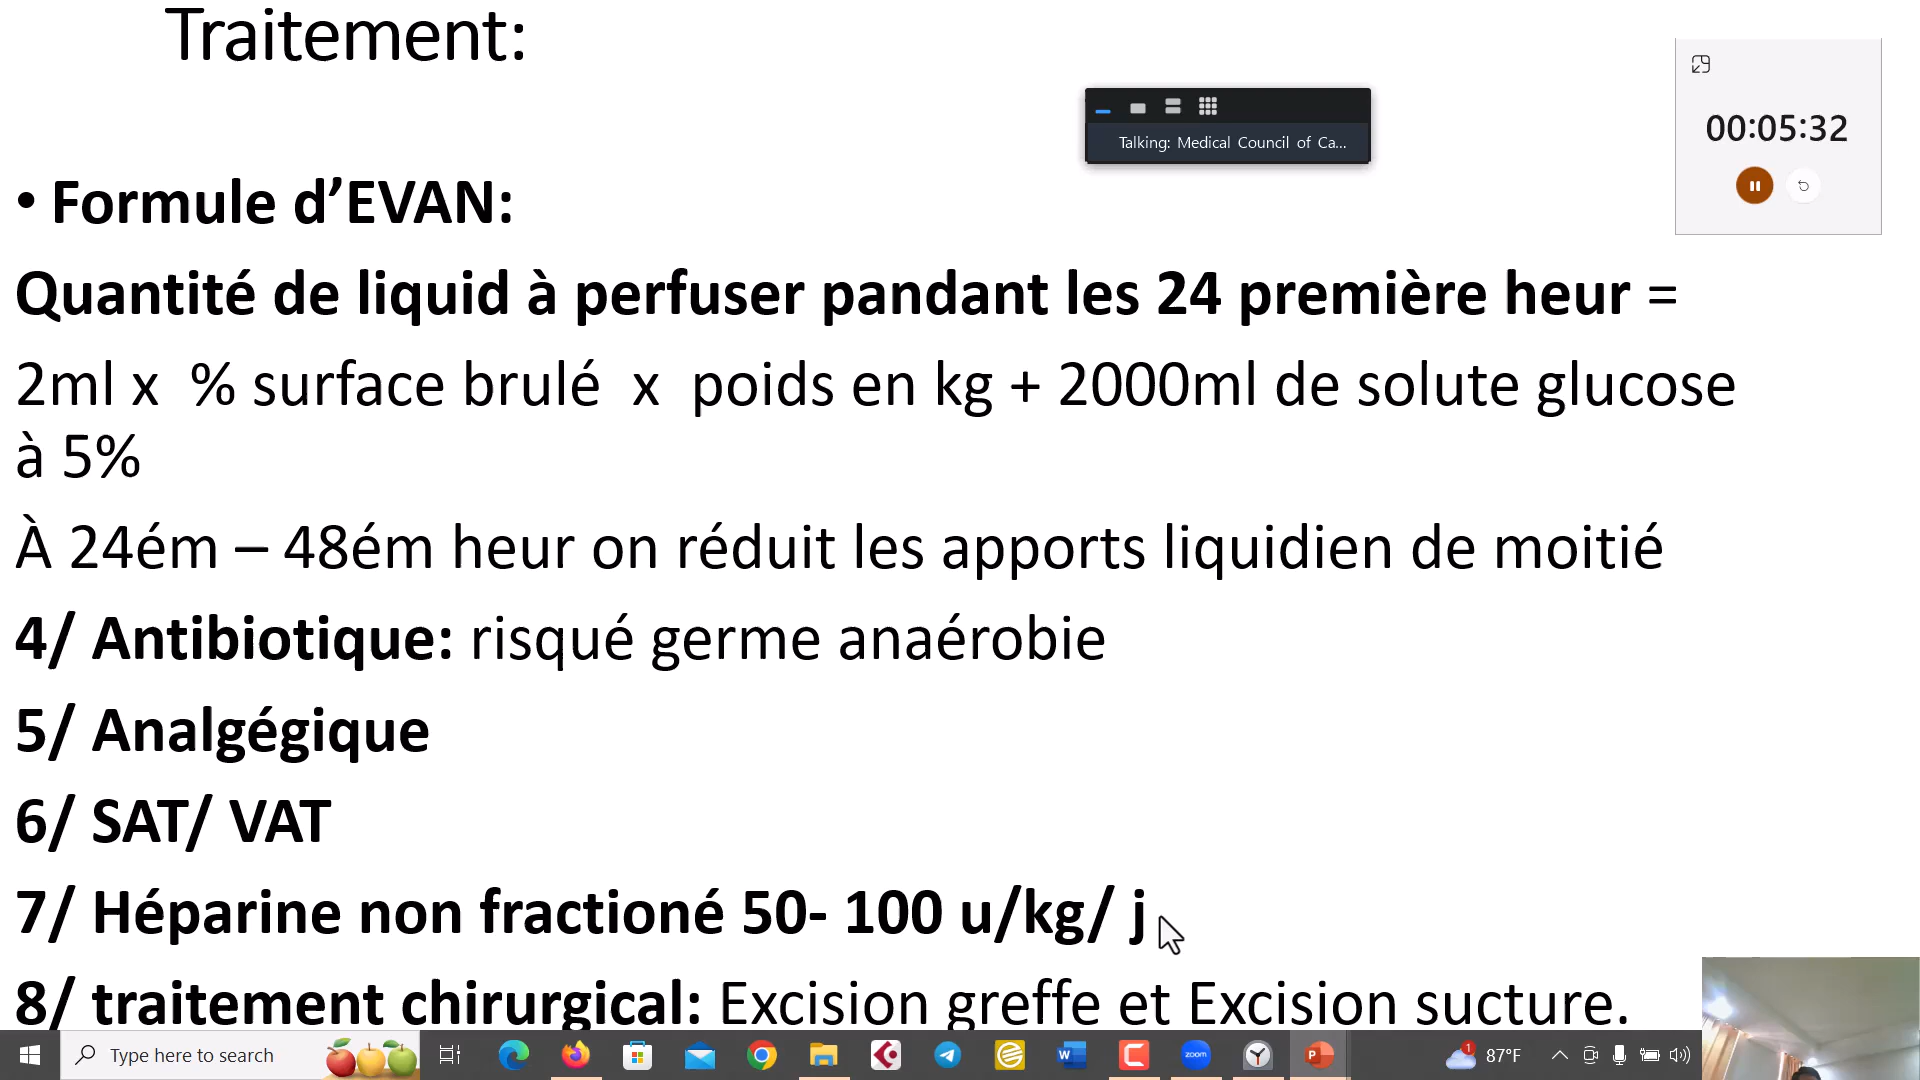 Traitement:
00:05:32
Talking: Medical Council of Ca...
• Formule d’EVAN:
Quantité de liquid à perfuser pandant les 24 première heur =
2ml x % surface brulé x poids en kg + 2000ml de solute glucose
à 5%
À 24ém – 48ém heur on réduit les apports liquidien de moitié
4/ Antibiotique: risqué germe anaérobie
5/ Analgégique
6/ SAT/ VAT
7/ Héparine non fractioné 50- 100 u/kg/ j
8/ traitement chirurgical: Excision greffe et Excision sucture.
Type here to search
zoom
1
87°F